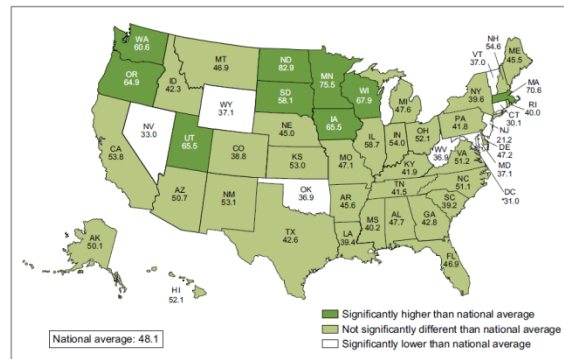 WA
60.6
OR
64.9
CA
53.8
NV
33.0
ID
42.3
MT
46.9
WY
37.1
UT
65.5
AZ
50.7
CO
38.8
NM
53.1
ND
82.9
SD
58.1
NE
45.0
KS
53.0
OK
36.9
TX
42.6
MN
75.5
IA
65.5
MO
47.1
AR
45.6
LA
39.4
WI
67.9
IL
58.7
MI
47.6
IN
54.0
OH
52.1
KY
41.9
TN
41.5
MS
40.2
AL
47.7
GA
42.8
FL
46.9
SC
39.2
NC
51.1
VA
51.2
WV
36.9
PA
41.8
NY
39.6
VT
37.0
NH
54.6
ME
45.5
MA
70.6
RI
40.0
CT
30.1
NJ
21.2
DE
47.2
MD
37.1
DC
*31.0
AK
50.1
HI
52.1
National average: 48.1
Significantly higher than national average
Not significantly different than national average
Significantly lower than national average